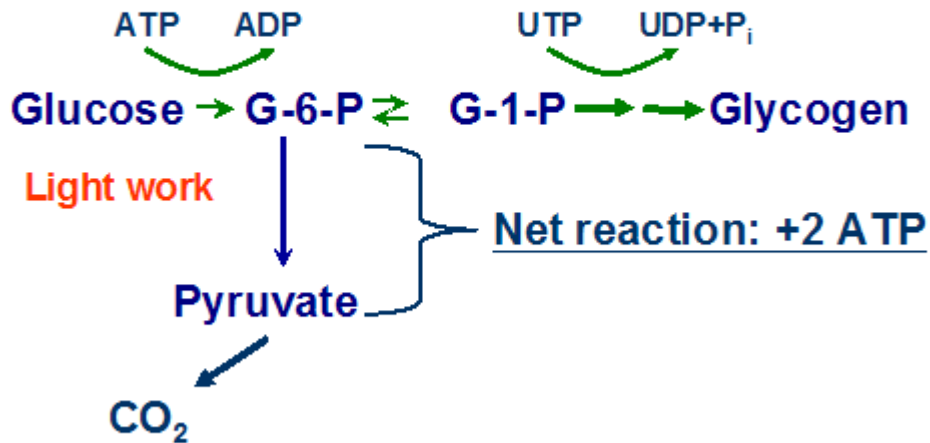 ATP ADP UTP UDP+Pi
Glucose G-6-P G-1-P Glycogen
Light work
Net reaction: +2 ATP
Pyruvate
CO2